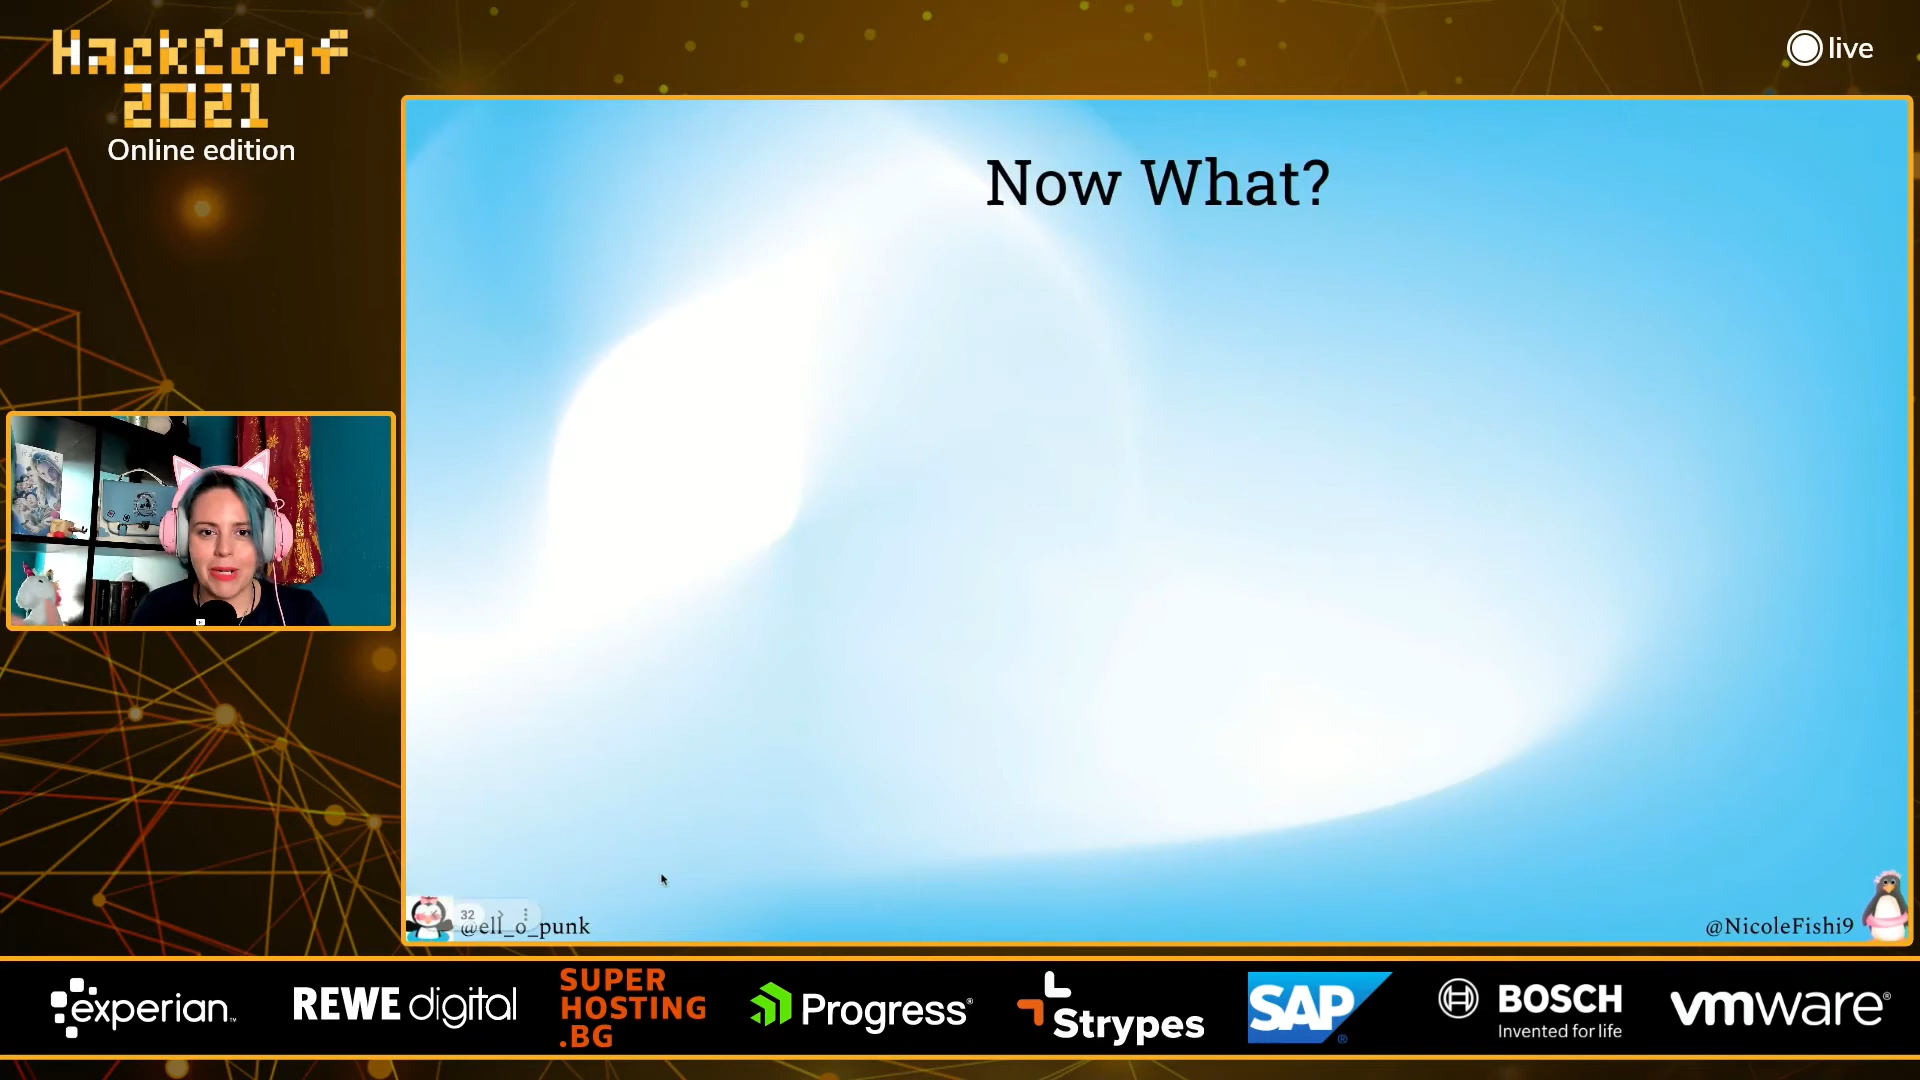 HackConf
2021
Online edition
live
Now What?
32
@ell_o_punk
@NicoleFishi9
experian™
REWE digital
SUPER
HOSTING
.BG
Progress®
Strypes
SAP®
BOSCH
Invented for life
vmware®